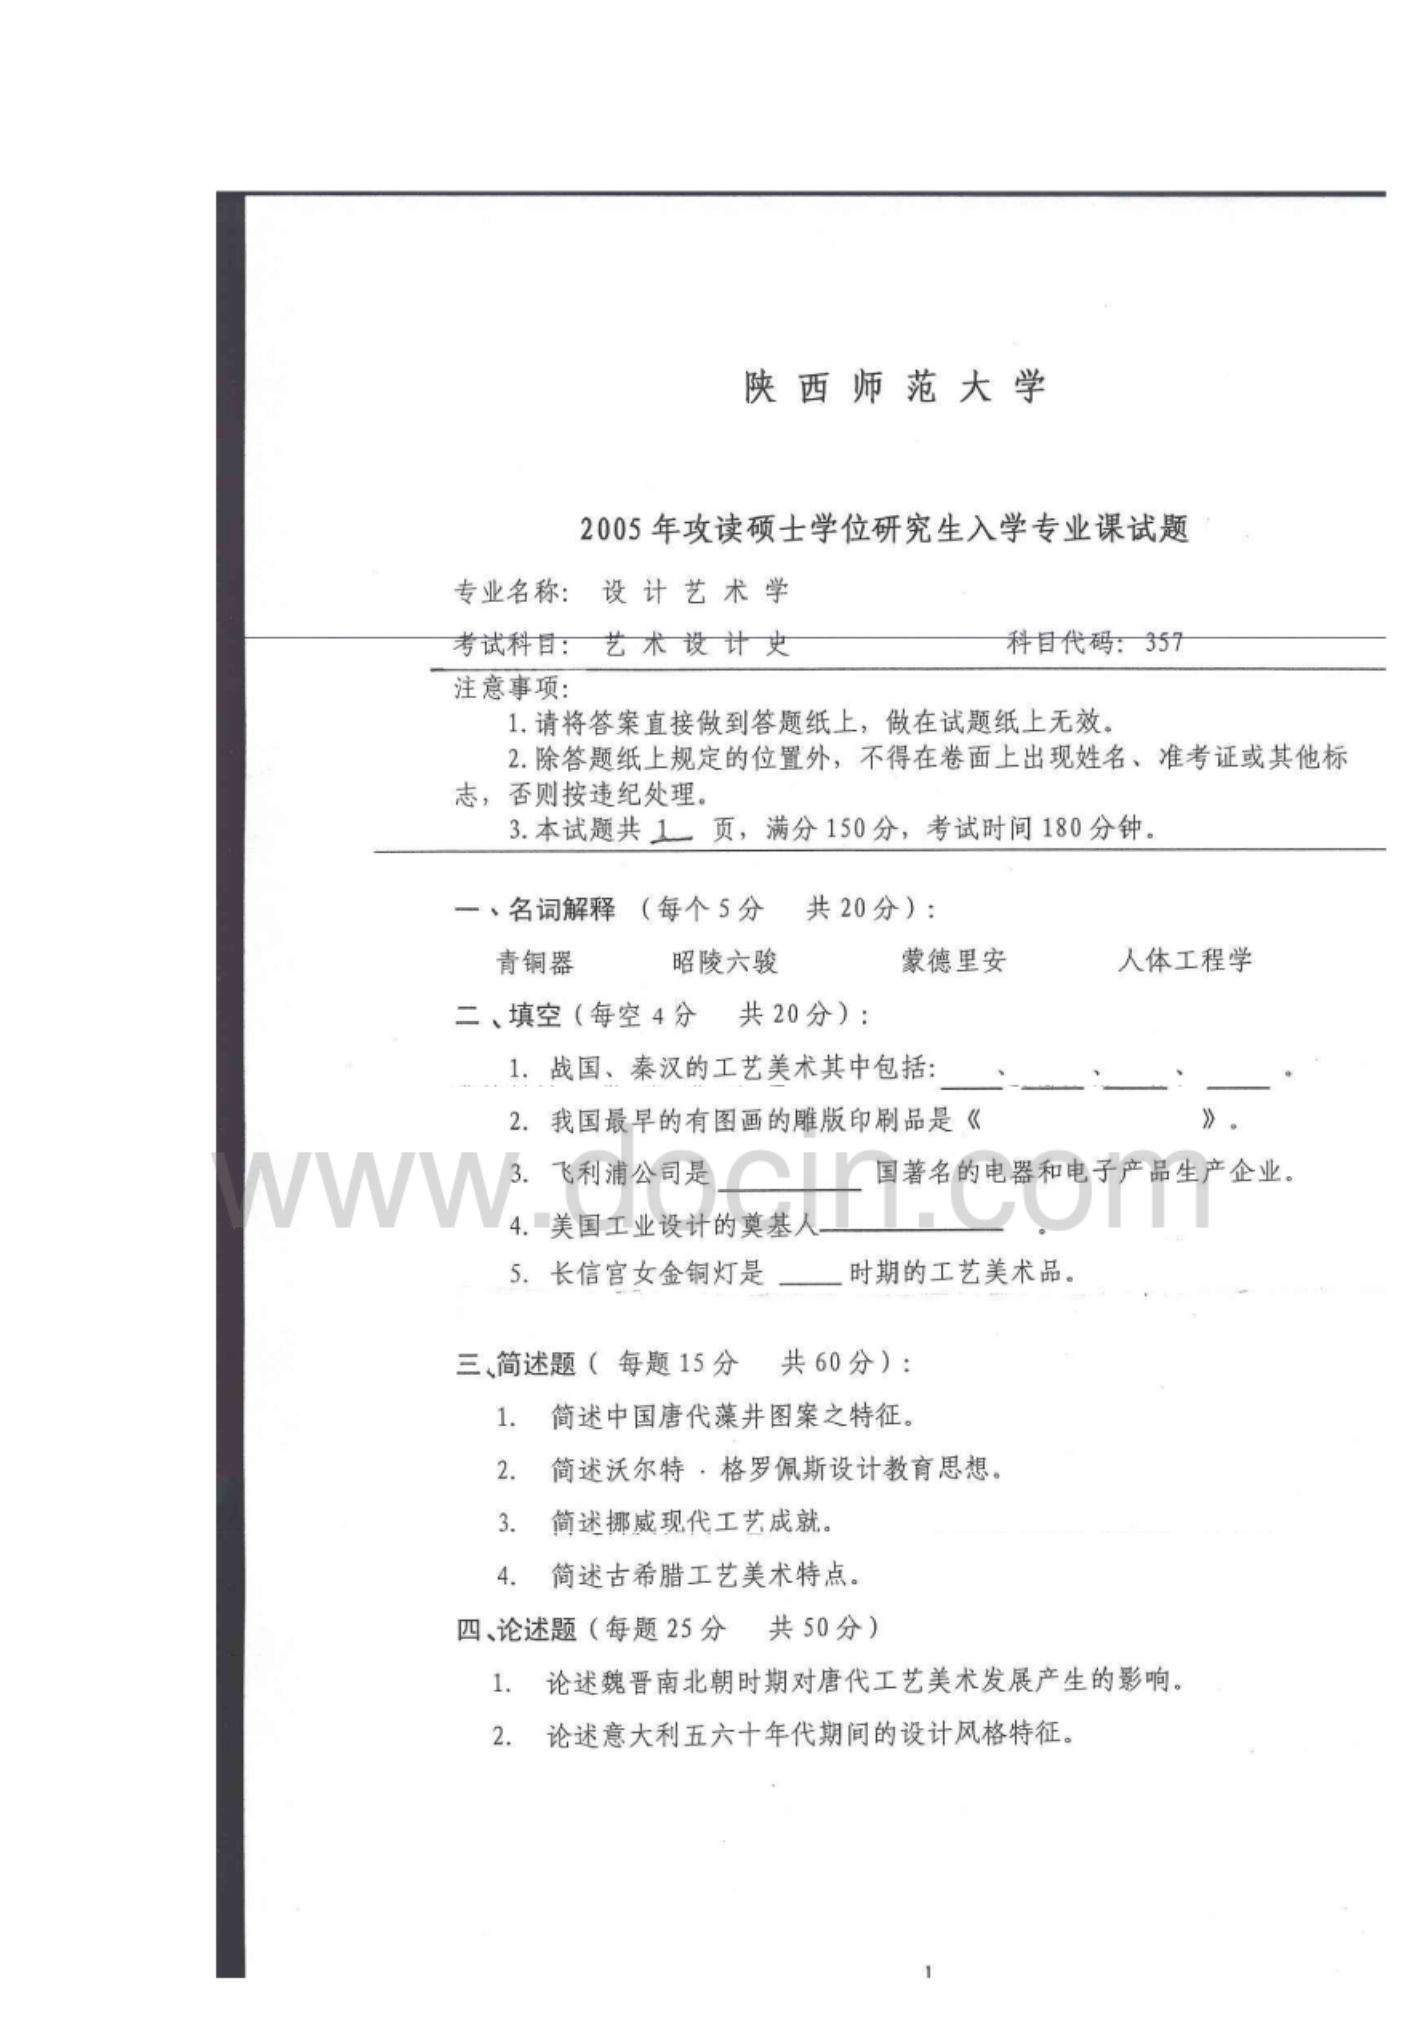 陕西师范大学
2005年攻读硕士学位研究生入学专业课试题
专业名称： 设计艺术学
考试科目： 艺术设计史 科目代码：357
注意事项：
1.请将答案直接做到答题纸上，做在试题纸上无效。
2.除答题纸上规定的位置外，不得在卷面上出现姓名、准考证或其他标
志，否则按违纪处理。
3.本试题共 1 页，满分150分，考试时间180分钟。
一、名词解释 （每个5分 共20分）：
青铜器 昭陵六骏 蒙德里安 人体工程学
二、填空（每空4分 共20分）：
1. 战国、秦汉的工艺美术其中包括:____、____、____、____。
2. 我国最早的有图画的雕版印刷品是《 》。
3. 飞利浦公司是 ________ 国著名的电器和电子产品生产企业。
4. 美国工业设计的奠基人__________ 。
5. 长信宫女金铜灯是 ____ 时期的工艺美术品。
三、简述题（ 每题15分 共60分）：
1. 简述中国唐代藻井图案之特征。
2. 简述沃尔特·格罗佩斯设计教育思想。
3. 简述挪威现代工艺成就。
4. 简述古希腊工艺美术特点。
四、论述题（每题25分 共50分）
1. 论述魏晋南北朝时期对唐代工艺美术发展产生的影响。
2. 论述意大利五六十年代期间的设计风格特征。
1
www.docin.com